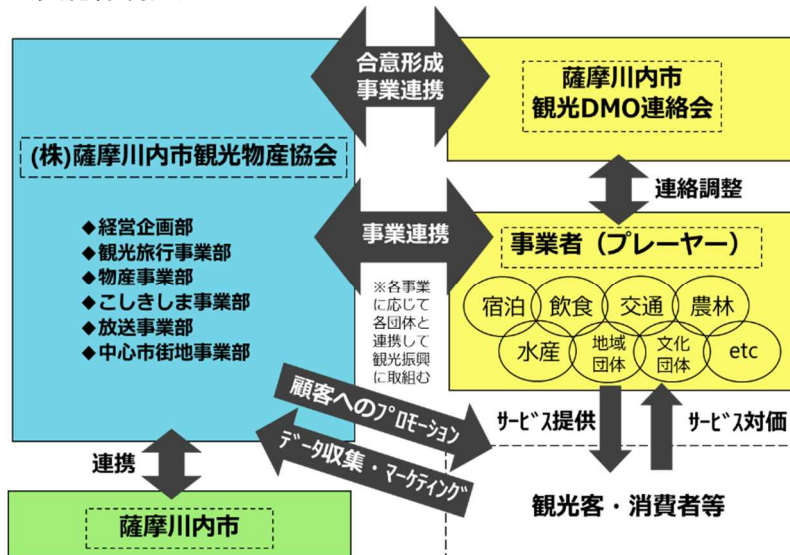 合意形成
事業連携
薩摩川内市
観光DMO連絡会
(株)薩摩川内市観光物産協会
連絡調整
◆経営企画部
◆観光旅行事業部
◆物産事業部
◆こしきしま事業部
◆放送事業部
◆中心市街地事業部
事業連携
事業者（プレーヤー）
※各事業
に応じて
各団体と
連携して
観光振興
に取組む
宿泊 飲食 交通 農林
水産 地域団体 文化団体 etc
顧客へのﾌﾟﾛﾓｰｼｮﾝ
ﾃﾞｰﾀ収集・ﾏｰｹﾃｨﾝｸﾞ
ｻｰﾋﾞｽ提供
ｻｰﾋﾞｽ対価
連携
観光客・消費者等
薩摩川内市